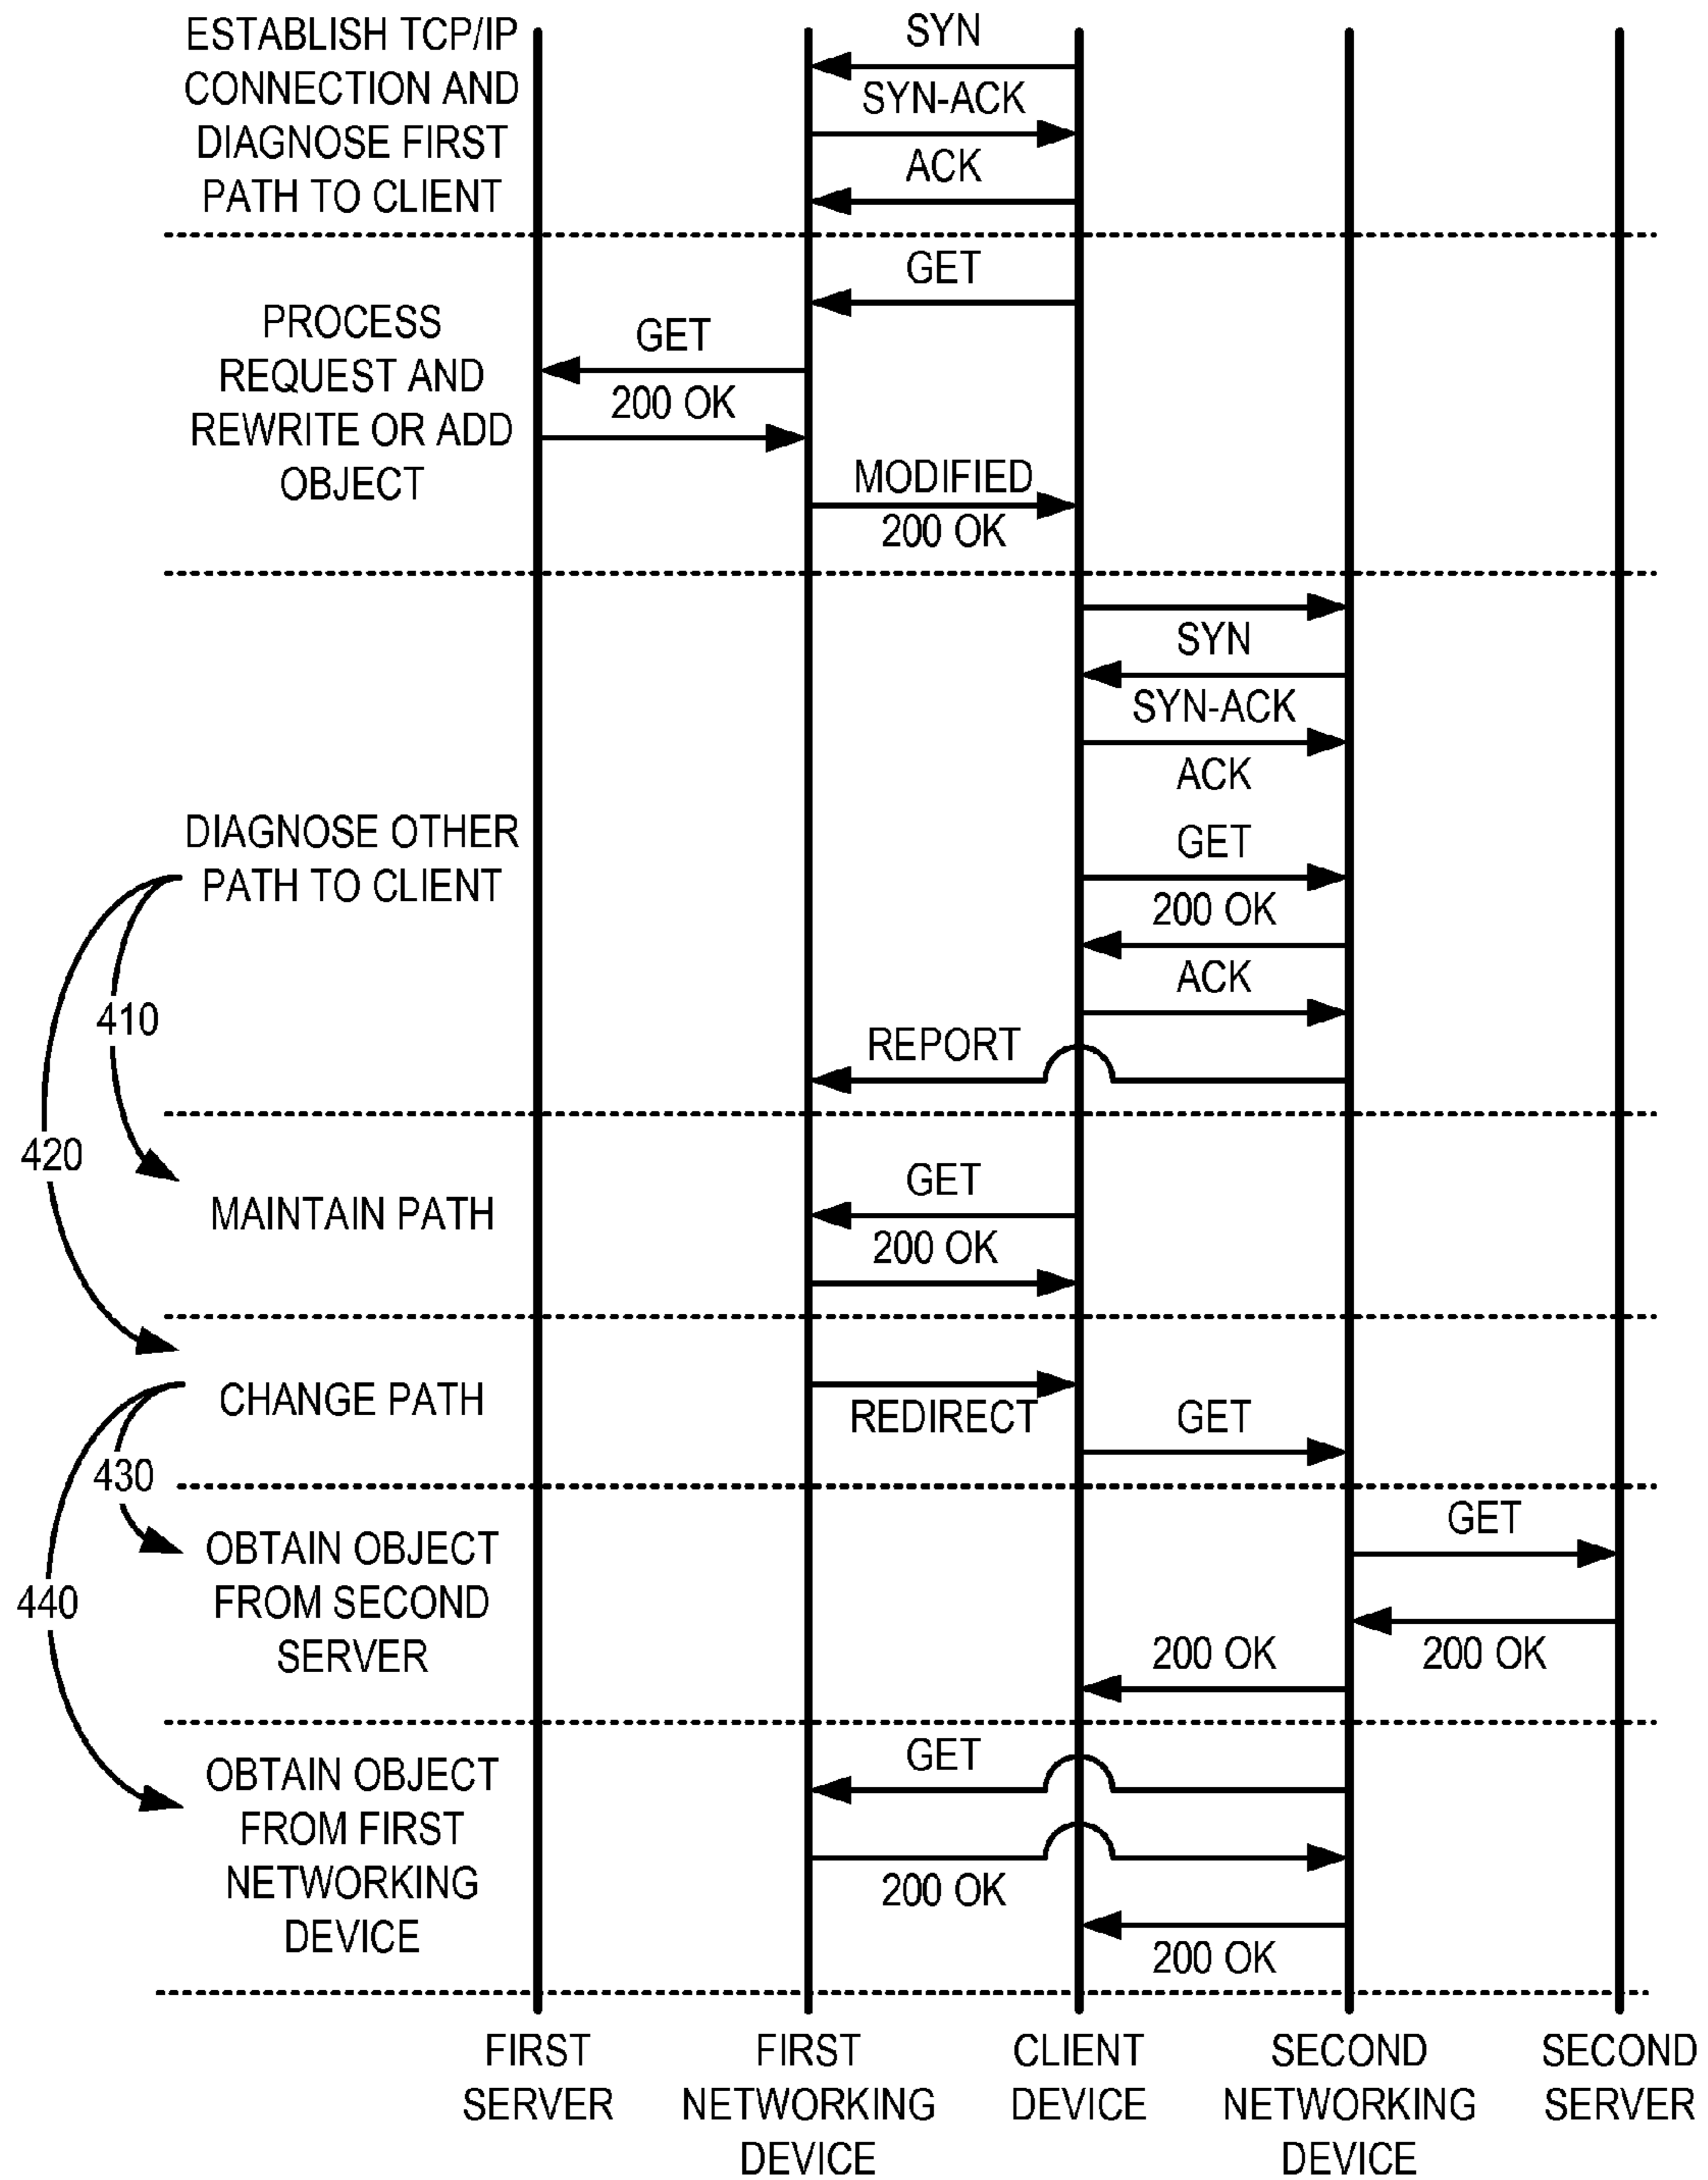 ESTABLISH TCP/IP
CONNECTION AND
DIAGNOSE FIRST
PATH TO CLIENT
SYN
SYN-ACK
ACK
PROCESS
REQUEST AND
REWRITE OR ADD
OBJECT
GET
GET
200 OK
MODIFIED
200 OK
DIAGNOSE OTHER
PATH TO CLIENT
SYN
SYN-ACK
ACK
GET
200 OK
ACK
REPORT
410
420
MAINTAIN PATH
GET
200 OK
CHANGE PATH
REDIRECT
GET
430
440
OBTAIN OBJECT
FROM SECOND
SERVER
GET
200 OK
200 OK
OBTAIN OBJECT
FROM FIRST
NETWORKING
DEVICE
GET
200 OK
200 OK
FIRST
SERVER
FIRST
NETWORKING
DEVICE
CLIENT
DEVICE
SECOND
NETWORKING
DEVICE
SECOND
SERVER